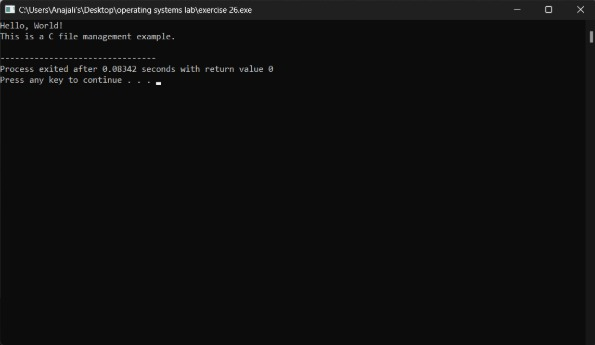 C:\Users\Anajali's\Desktop\operating systems lab\exercise 26.exe
Hello, World!
This is a C file management example.
--------------------------------
Process exited after 0.08342 seconds with return value 0
Press any key to continue . . .